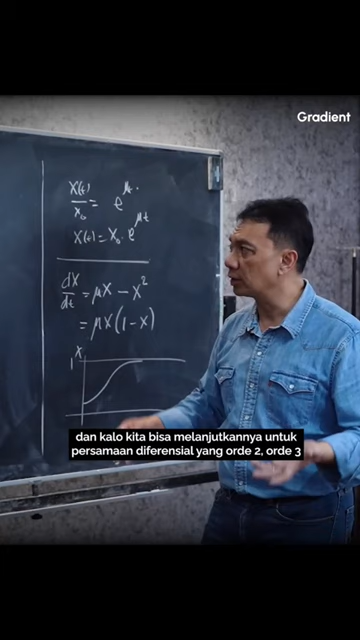 Gradient
X(t)/X₀ = e^μt.
X(t) = X₀ · e^μt
dX/dt = μX − X²
= μX(1−X)
X
1
dan kalo kita bisa melanjutkannya untuk
persamaan diferensial yang orde 2, orde 3